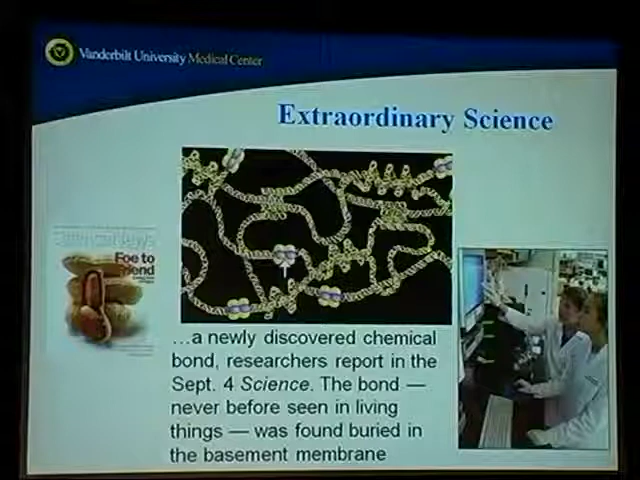 Vanderbilt University Medical Center
Extraordinary Science
Foe to
friend
…a newly discovered chemical
bond, researchers report in the
Sept. 4 Science. The bond —
never before seen in living
things — was found buried in
the basement membrane